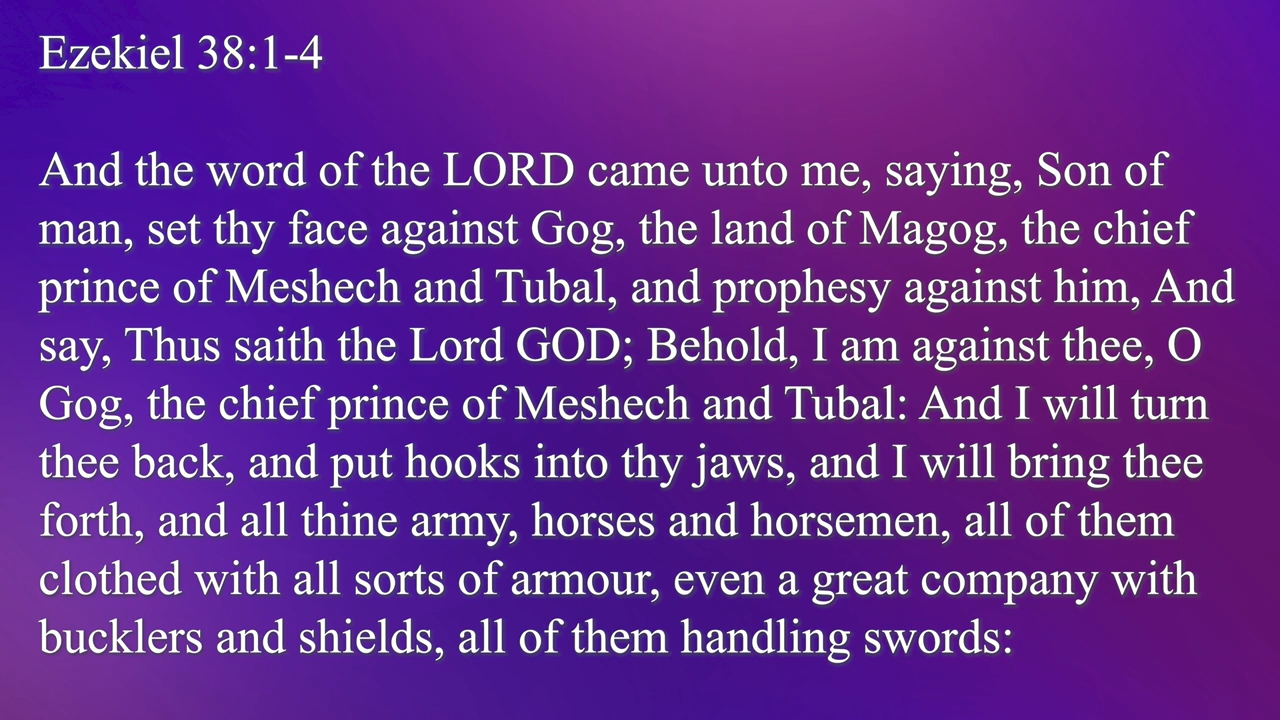 Ezekiel 38:1-4
And the word of the LORD came unto me, saying, Son of
man, set thy face against Gog, the land of Magog, the chief
prince of Meshech and Tubal, and prophesy against him, And
say, Thus saith the Lord GOD; Behold, I am against thee, O
Gog, the chief prince of Meshech and Tubal: And I will turn
thee back, and put hooks into thy jaws, and I will bring thee
forth, and all thine army, horses and horsemen, all of them
clothed with all sorts of armour, even a great company with
bucklers and shields, all of them handling swords: